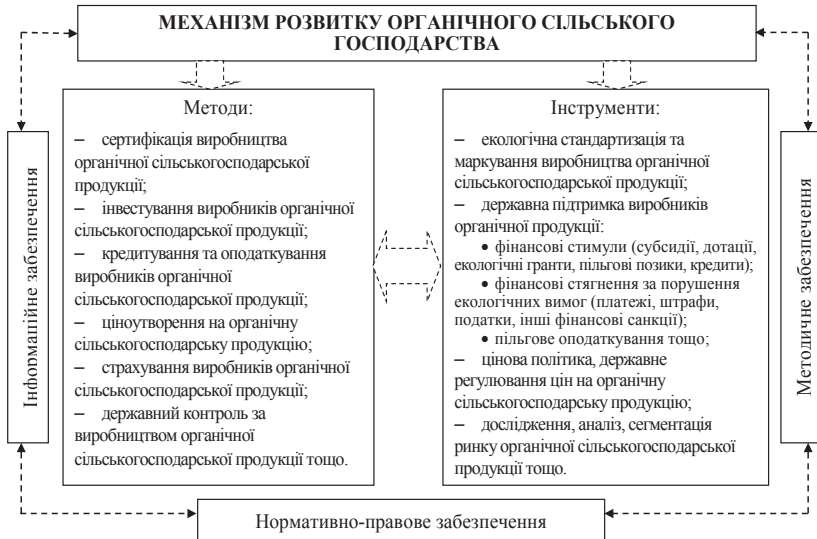 МЕХАНІЗМ РОЗВИТКУ ОРГАНІЧНОГО СІЛЬСЬКОГО
ГОСПОДАРСТВА
Інформаційне забезпечення
Методи:
– сертифікація виробництва
органічної сільськогосподарської
продукції;
– інвестування виробників органічної
сільськогосподарської продукції;
– кредитування та оподаткування
виробників органічної
сільськогосподарської продукції;
– ціноутворення на органічну
сільськогосподарську продукцію;
– страхування виробників органічної
сільськогосподарської продукції;
– державний контроль за
виробництвом органічної
сільськогосподарської продукції тощо.
Інструменти:
– екологічна стандартизація та
маркування виробництва органічної
сільськогосподарської продукції;
– державна підтримка виробників
органічної продукції:
• фінансові стимули (субсидії, дотації,
екологічні гранти, пільгові позики, кредити);
• фінансові стягнення за порушення
екологічних вимог (платежі, штрафи,
податки, інші фінансові санкції);
• пільгове оподаткування тощо;
– цінова політика, державне
регулювання цін на органічну
сільськогосподарську продукцію;
– дослідження, аналіз, сегментація
ринку органічної сільськогосподарської
продукції тощо.
Методичне забезпечення
Нормативно-правове забезпечення